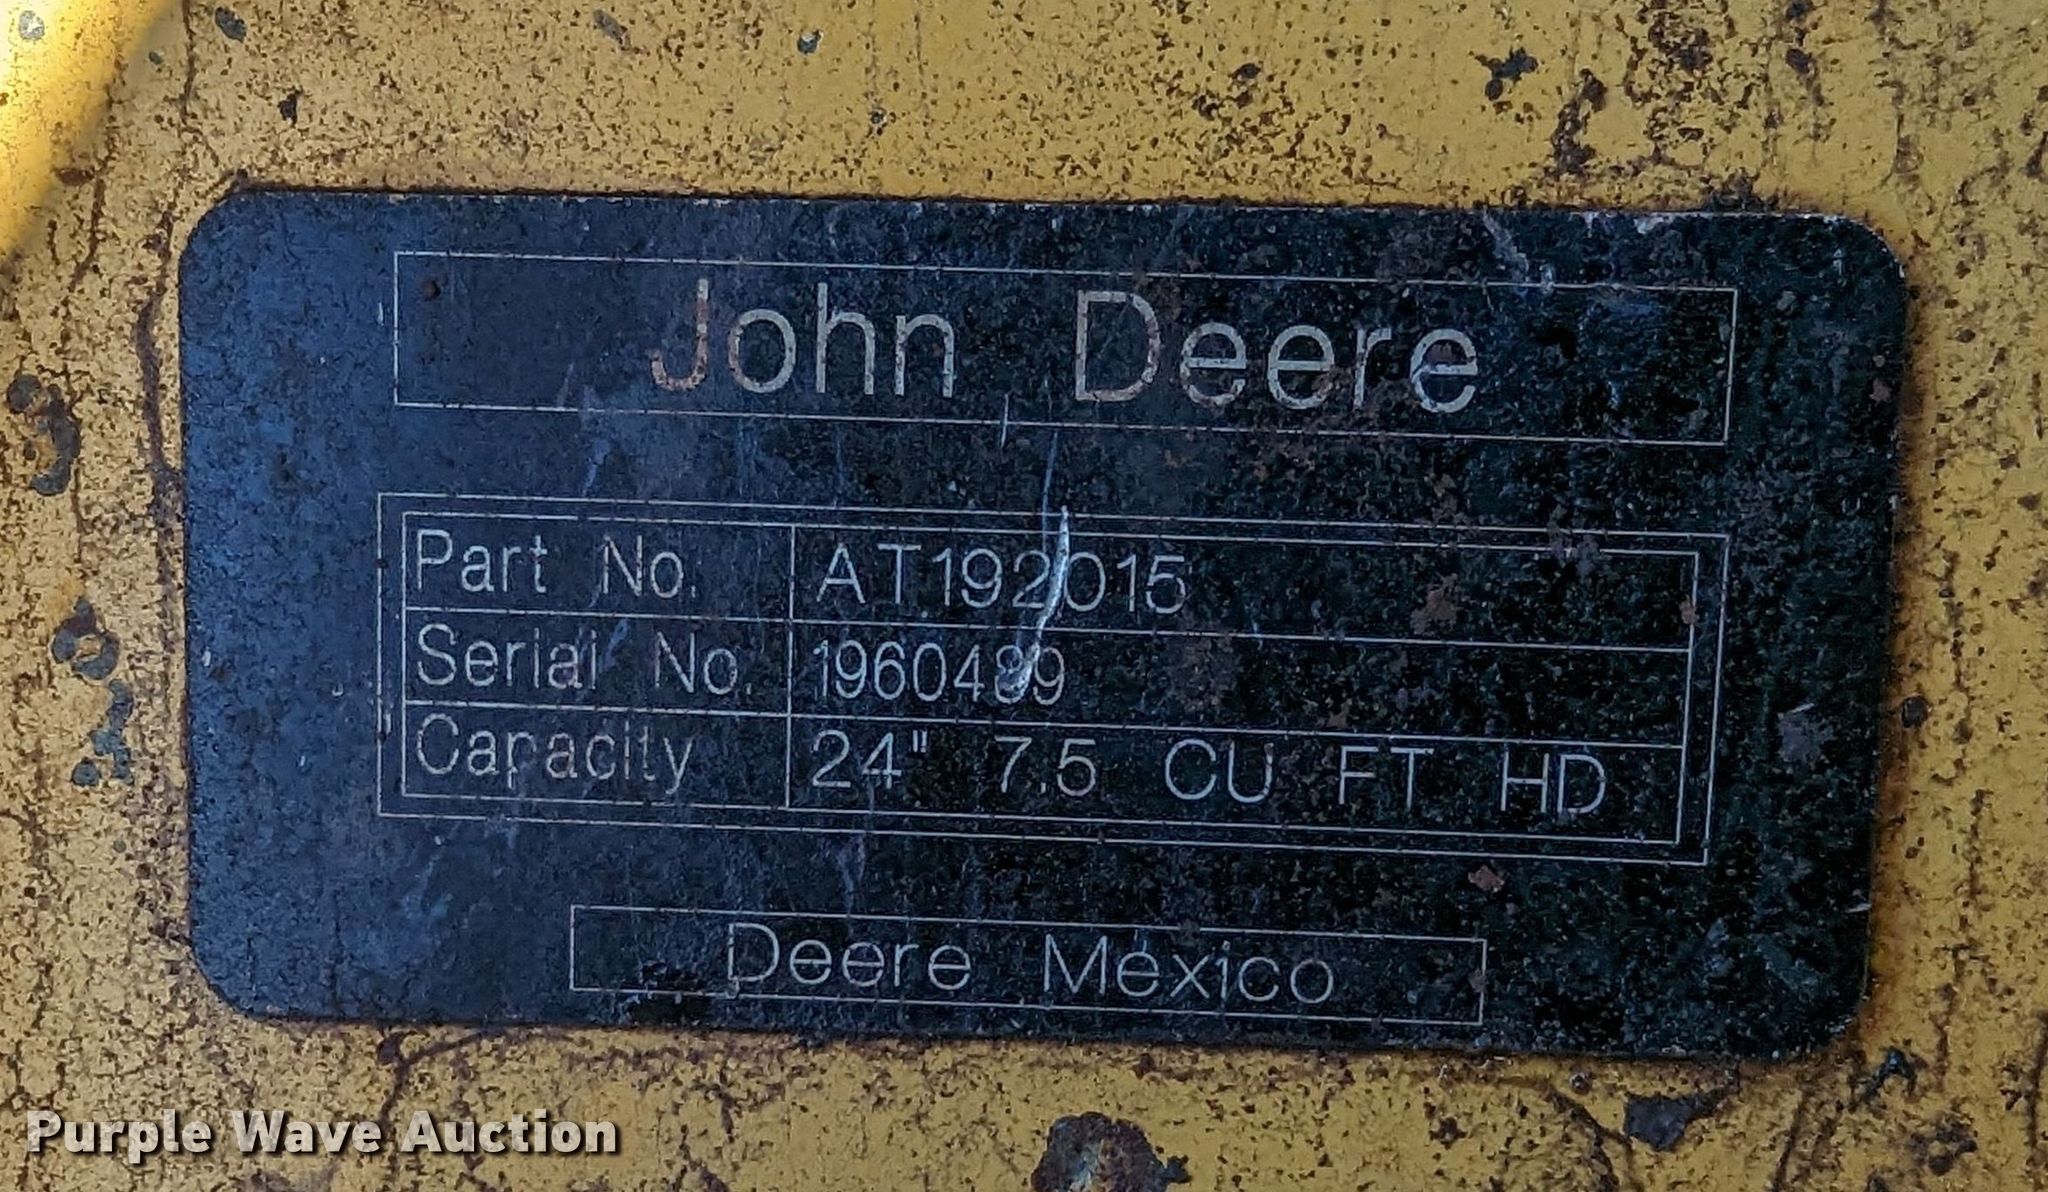 John Deere
Part No. AT192015
Serial No. 1960489
Capacity 24" 7.5 CU FT HD
Deere Mexico
Purple Wave Auction